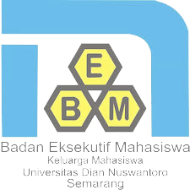 E
B M
Badan Eksekutif Mahasiswa
Keluarga Mahasiswa
Universitas Dian Nuswantoro
Semarang